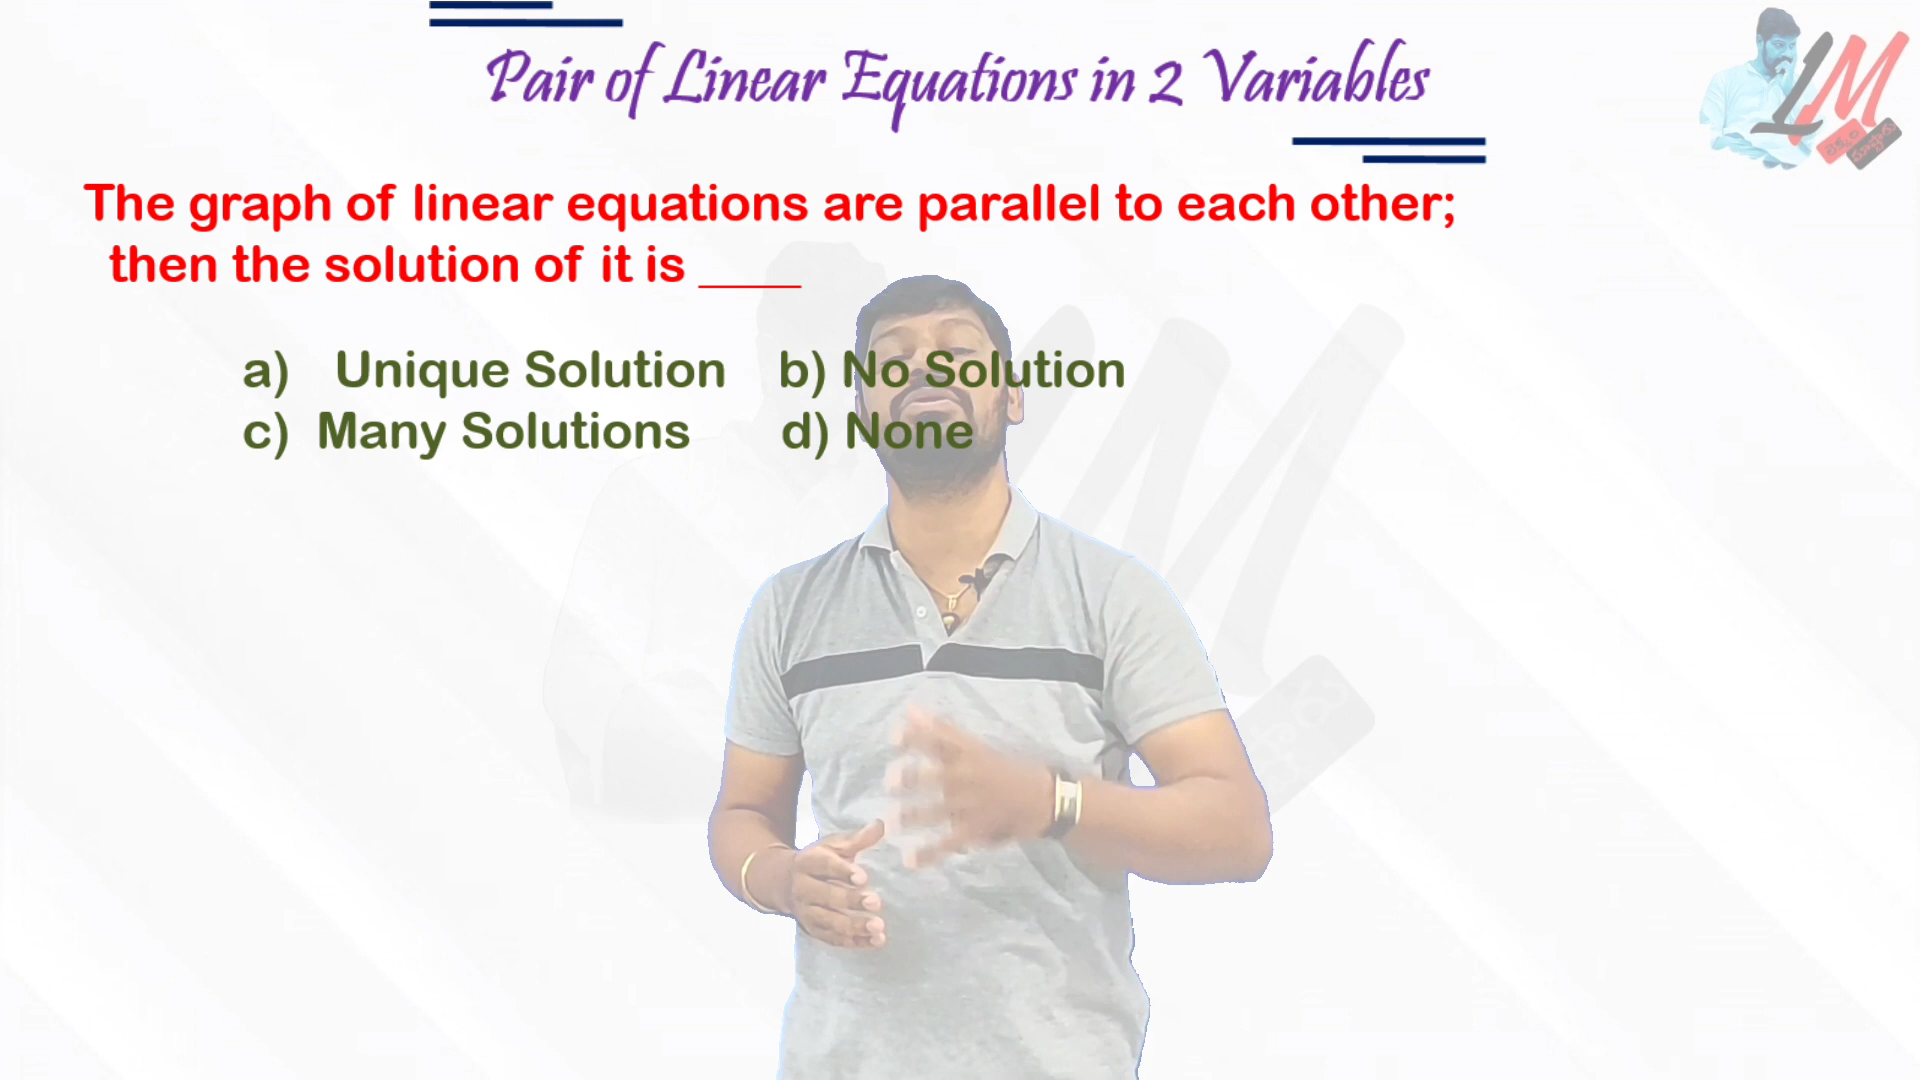 Pair of Linear Equations in 2 Variables
LM
The graph of linear equations are parallel to each other;
then the solution of it is ____
a) Unique Solution b) No Solution
c) Many Solutions d) None